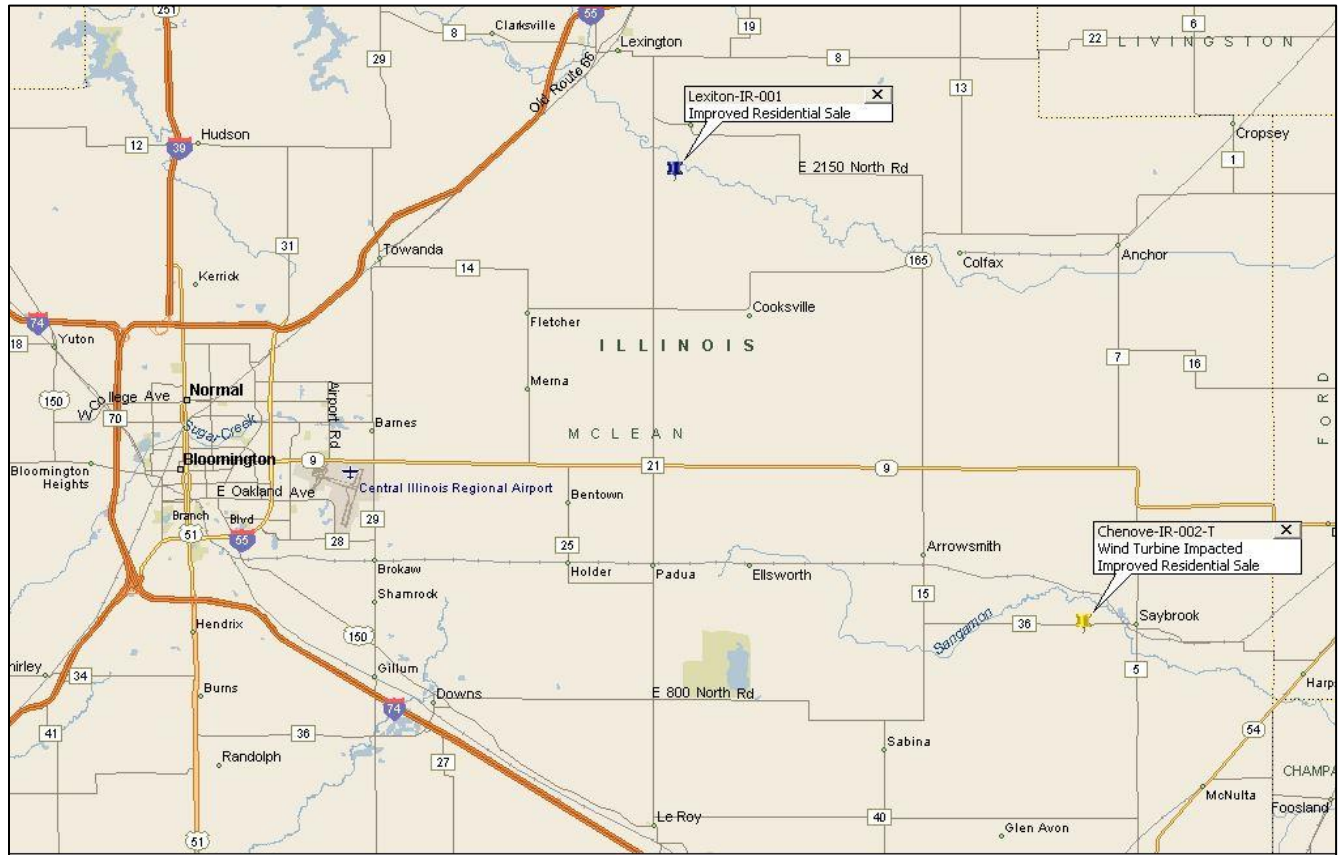 251
55
Clarksville
8
19
6
29
Lexington
22
LIVINGSTON
8
Old Route 66
13
Lexiton-IR-001 X
Improved Residential Sale
Hudson
12
39
Cropsey
E 2150 North Rd
1
31
Towanda
14
165
Colfax
Anchor
Kerrick
Cooksville
Fletcher
74
18
Yuton
ILLINOIS
7
16
Merna
Normal
FORD
150
W College Ave
70
Airport Rd
Sugar Creek
Barnes
MCLEAN
Bloomington
Bloomington
Heights
9
21
9
Central Illinois Regional Airport
E Oakland Ave
Bentown
Branch
Blvd
29
51
55
28
25
Chenove-IR-002-T X
Wind Turbine Impacted
Improved Residential Sale
Arrowsmith
Brokaw
Holder
Padua
Ellsworth
Shamrock
15
36
Saybrook
Hendrix
150
Sangamon
hirley
34
Gillum
5
Burns
Downs
E 800 North Rd
Harps
74
41
36
54
Sabina
Randolph
27
CHAMPA
McNulta
Foosland
Le Roy
40
Glen Avon
51